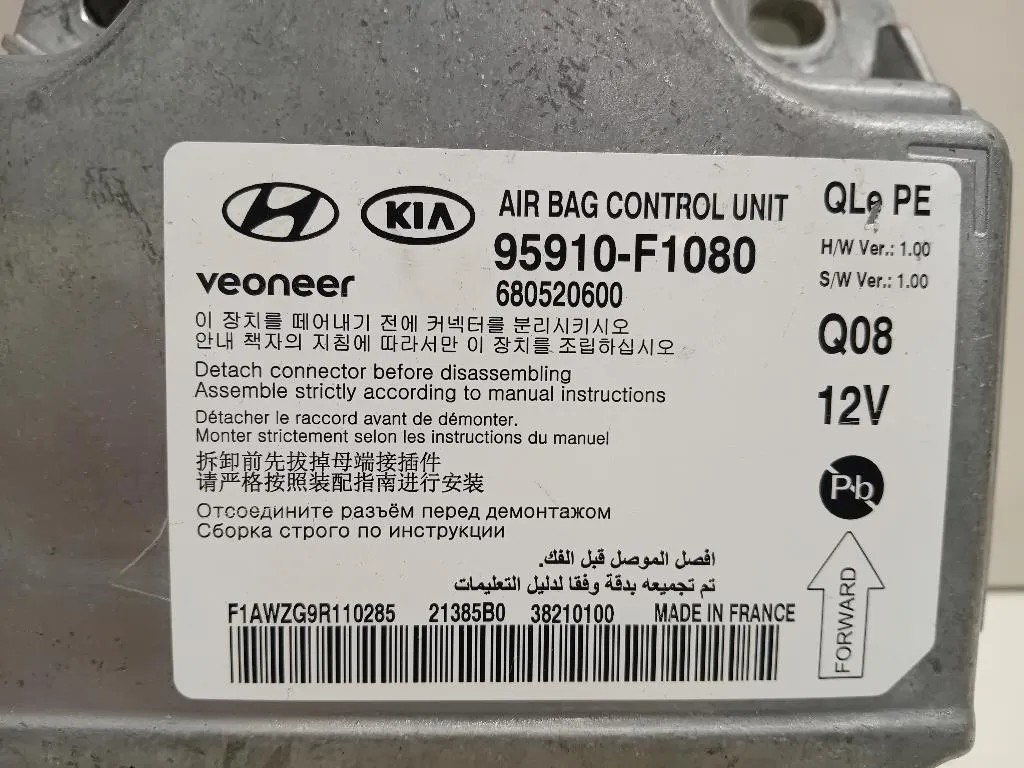 KIA
AIR BAG CONTROL UNIT
QLe PE
95910-F1080
H/W Ver.: 1.00
veoneer
680520600
S/W Ver.: 1.00
이 장치를 떼어내기 전에 커넥터를 분리시키시오
안내 책자의 지침에 따라서만 이 장치를 조립하십시오
Q08
Detach connector before disassembling
Assemble strictly according to manual instructions
12V
Détacher le raccord avant de démonter.
Monter strictement selon les instructions du manuel
拆卸前先拔掉母端接插件
请严格按照装配指南进行安装
Pb
Отсоедините разъём перед демонтажом
Сборка строго по инструкции
افصل الموصل قبل الفك.
تم تجميعه بدقة وفقا لدليل التعليمات
FORWARD
F1AWZG9R110285 21385B0 38210100 MADE IN FRANCE